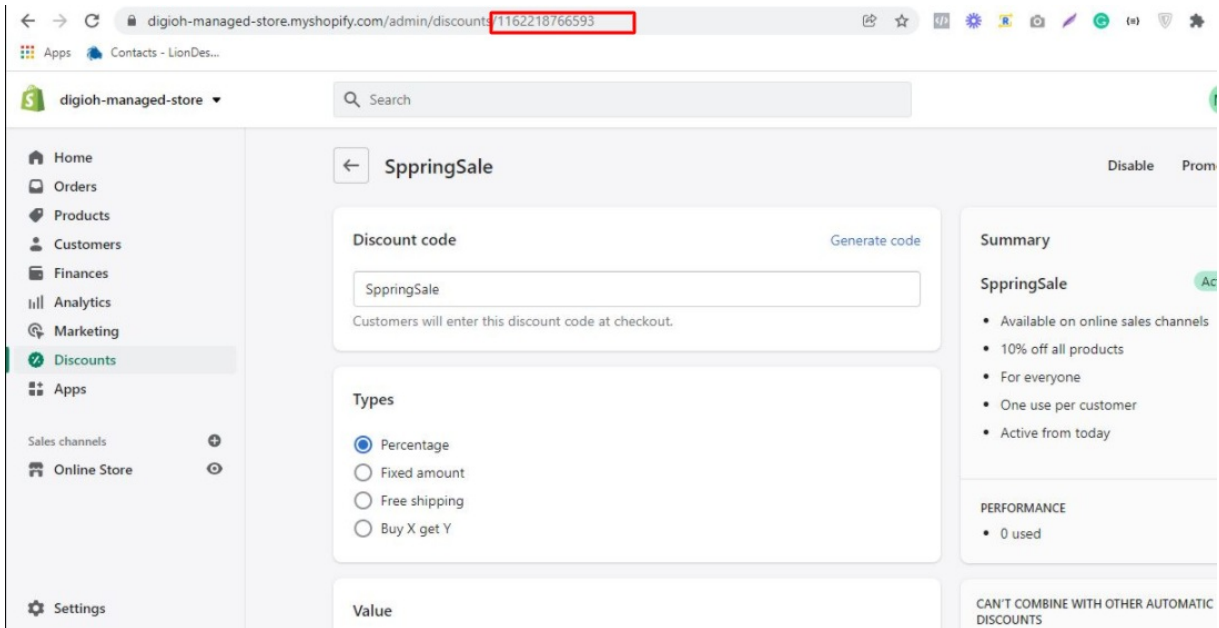 digioh-managed-store.myshopify.com/admin/discounts/1162218766593
Apps Contacts - LionDes...
digioh-managed-store
Search
Home
Orders
Products
Customers
Finances
Analytics
Marketing
Discounts
Apps
Sales channels
Online Store
Settings
SppringSale
Disable Prom
Discount code Generate code
SppringSale
Customers will enter this discount code at checkout.
Types
Percentage
Fixed amount
Free shipping
Buy X get Y
Value
Summary
SppringSale Ac
• Available on online sales channels
• 10% off all products
• For everyone
• One use per customer
• Active from today
PERFORMANCE
• 0 used
CAN'T COMBINE WITH OTHER AUTOMATIC
DISCOUNTS